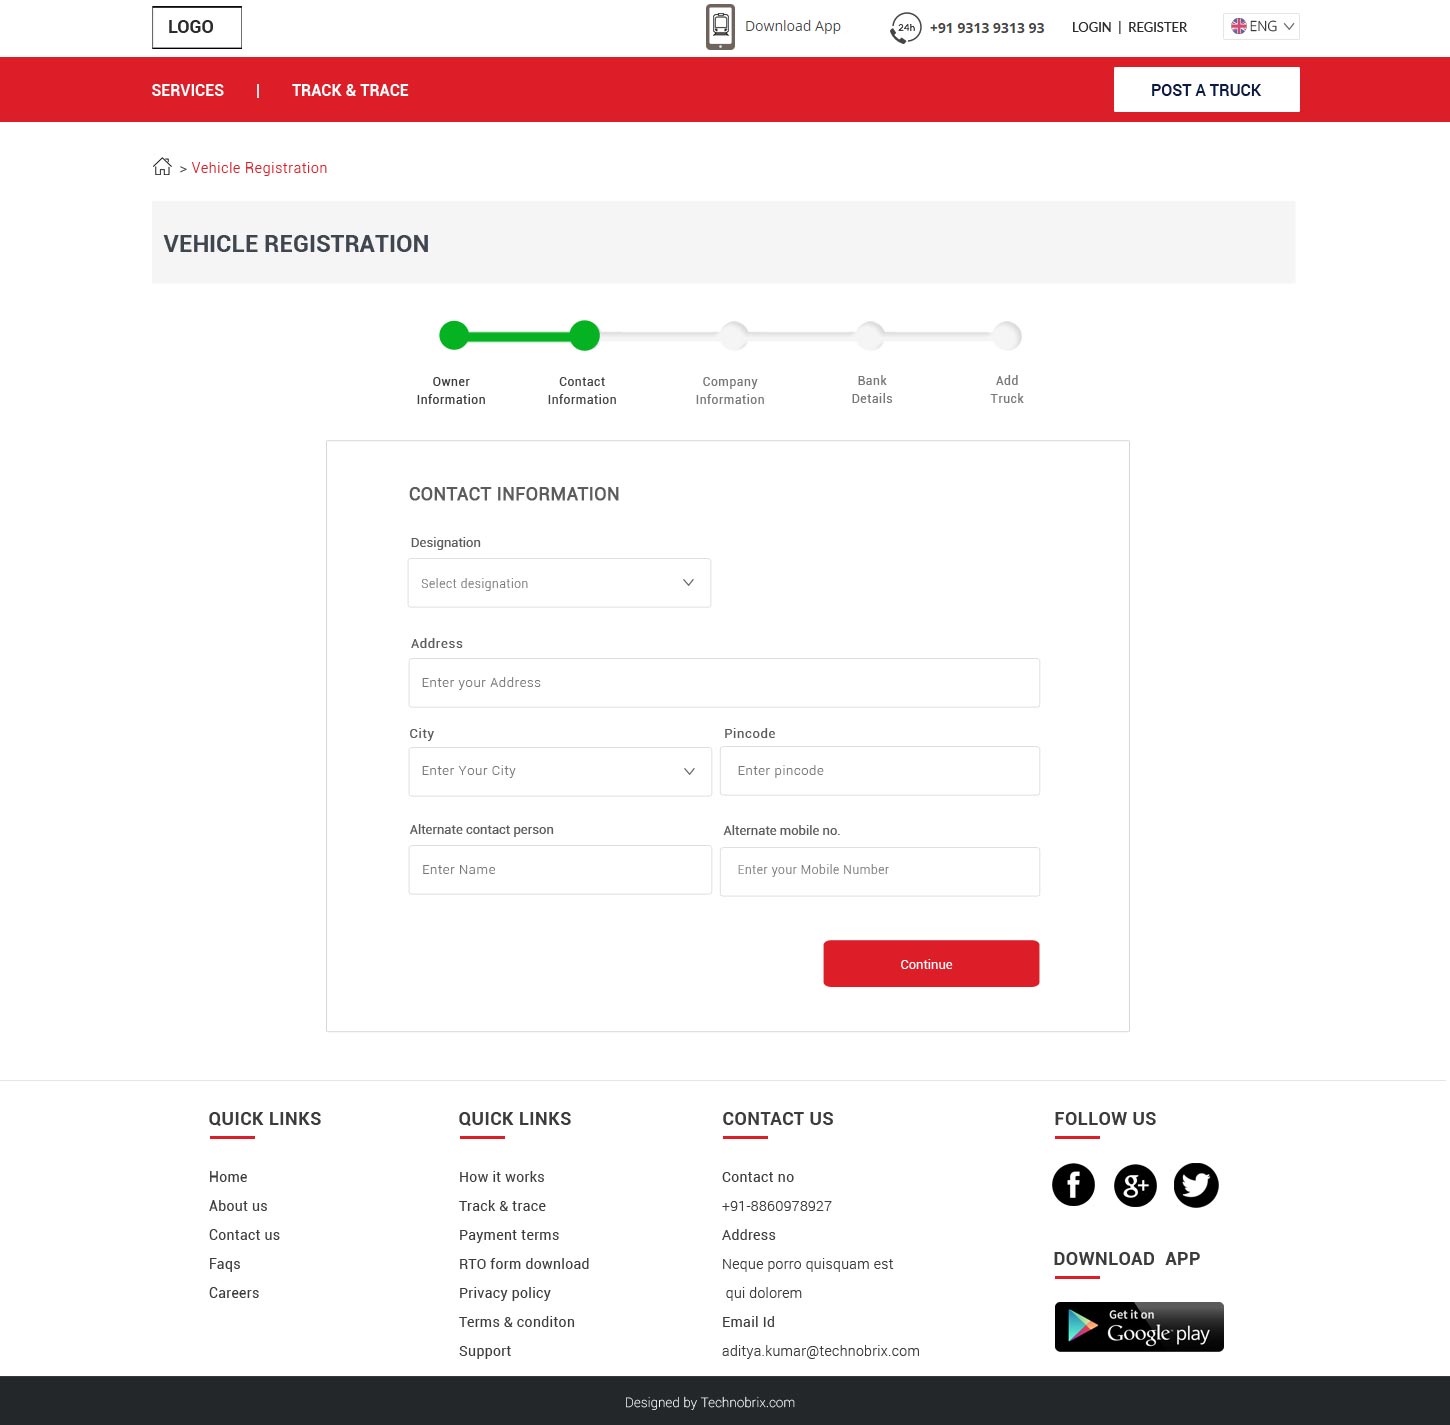 LOGO
Download App
24h
+91 9313 9313 93
LOGIN | REGISTER
ENG
SERVICES | TRACK & TRACE
POST A TRUCK
> Vehicle Registration
VEHICLE REGISTRATION
Owner
Information
Contact
Information
Company
Information
Bank
Details
Add
Truck
CONTACT INFORMATION
Designation
Select designation
Address
Enter your Address
City
Enter Your City
Pincode
Enter pincode
Alternate contact person
Enter Name
Alternate mobile no.
Enter your Mobile Number
Continue
QUICK LINKS
Home
About us
Contact us
Faqs
Careers
QUICK LINKS
How it works
Track & trace
Payment terms
RTO form download
Privacy policy
Terms & conditon
Support
CONTACT US
Contact no
+91-8860978927
Address
Neque porro quisquam est
qui dolorem
Email Id
aditya.kumar@technobrix.com
FOLLOW US
f
g+
DOWNLOAD APP
Get it on
Google play
Designed by Technobrix.com